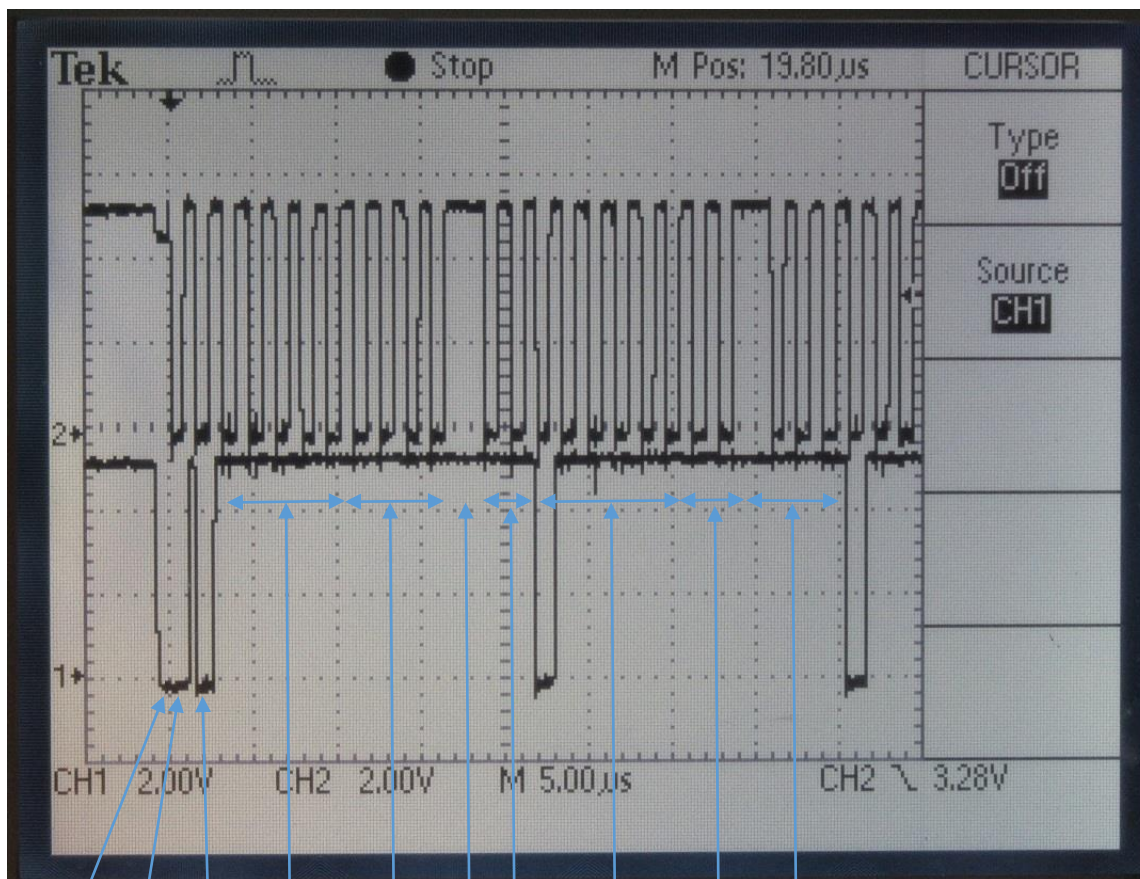 Tek Stop M Pos: 19.80µs CURSOR
Type
Off
Source
CH1
2
1
CH1 2.00V CH2 2.00V M 5.00µs CH2 3.28V